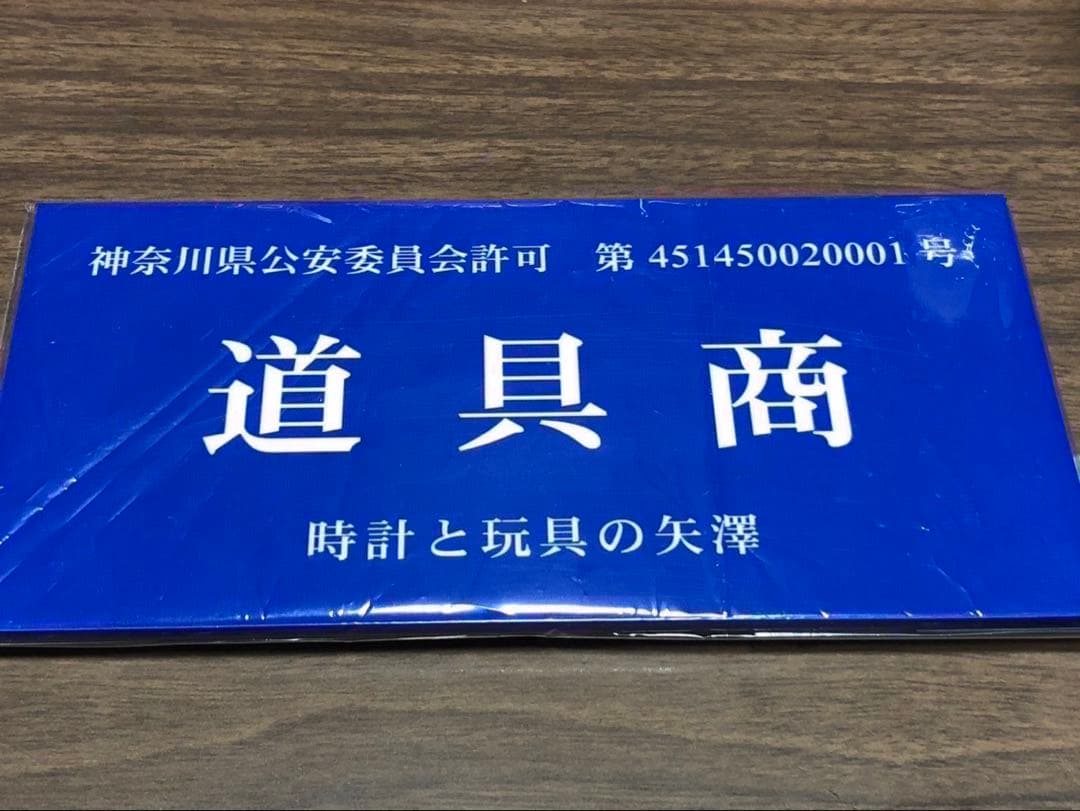 神奈川県公安委員会許可　第 451450020001 号
道具商
時計と玩具の矢澤